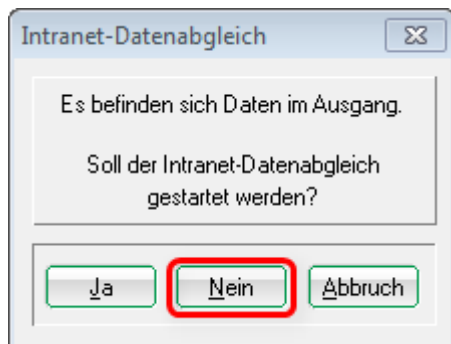 Intranet-Datenabgleich
Es befinden sich Daten im Ausgang.
Soll der Intranet-Datenabgleich
gestartet werden?
Ja Nein Abbruch